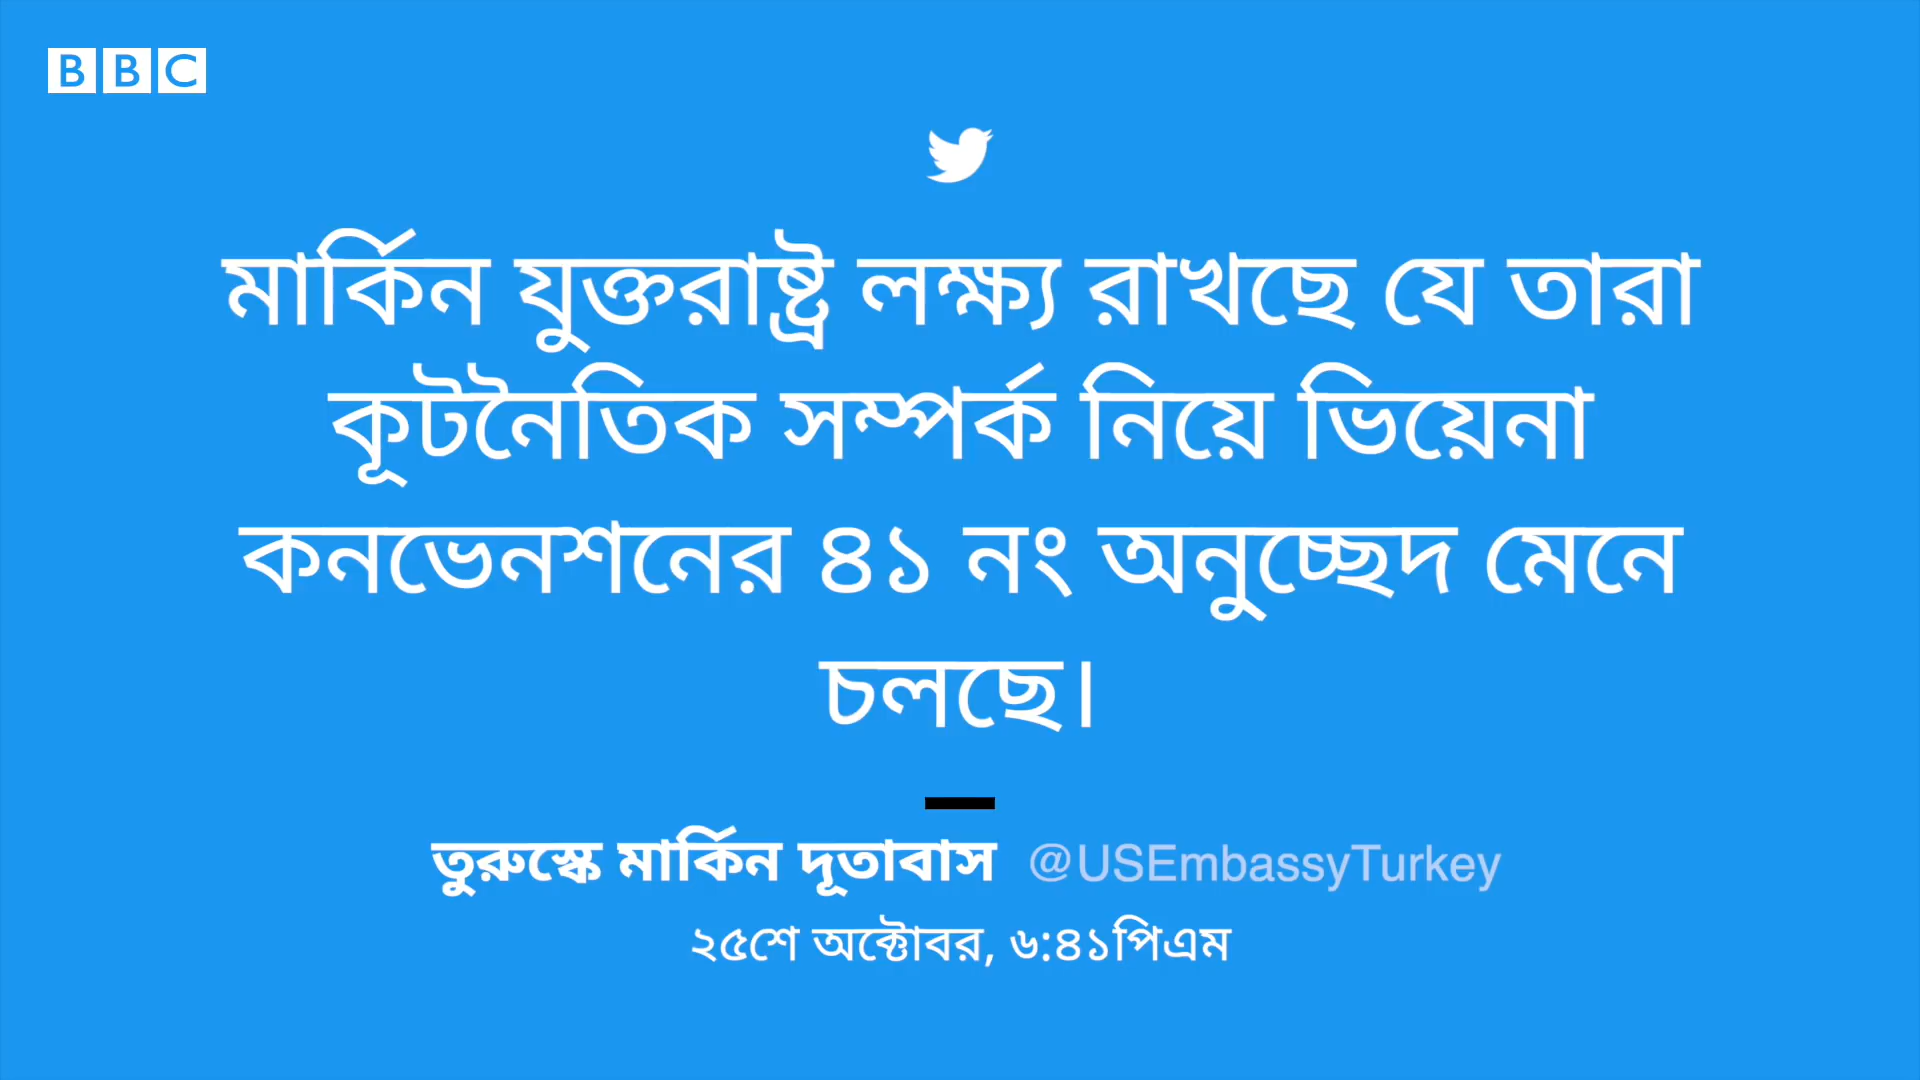 BBC
মার্কিন যুক্তরাষ্ট্র লক্ষ্য রাখছে যে তারা
কূটনৈতিক সম্পর্ক নিয়ে ভিয়েনা
কনভেনশনের ৪১ নং অনুচ্ছেদ মেনে
চলছে।
তুরুস্কে মার্কিন দূতাবাস @USEmbassyTurkey
২৫শে অক্টোবর, ৬:৪১পিএম